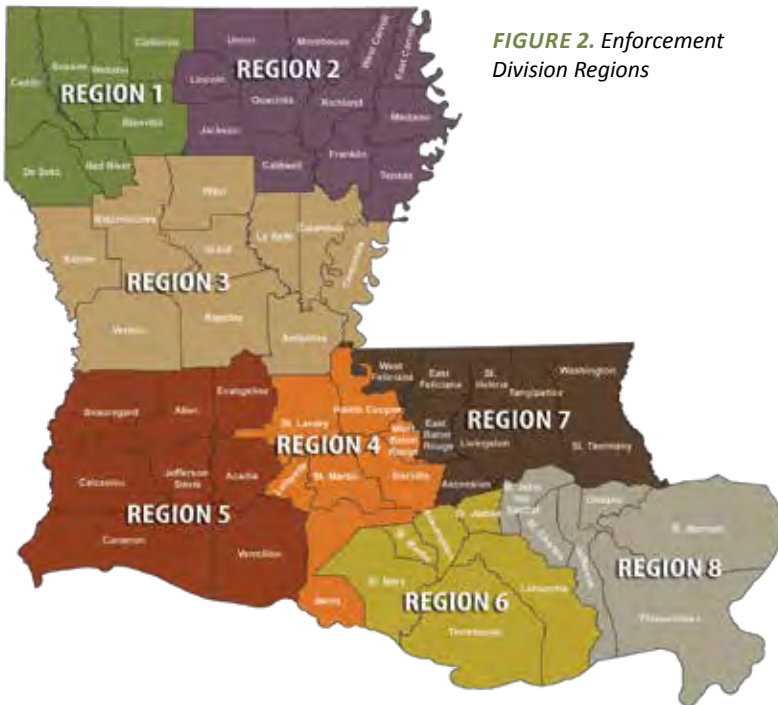 FIGURE 2. Enforcement
Division Regions
Claiborne
Union
Morehouse
West Carroll
East Carroll
Caddo
Bossier
Webster
Lincoln
REGION 1
REGION 2
Ouachita
Richland
Madison
Bienville
Jackson
De Soto
Red River
Caldwell
Franklin
Tensas
Winn
Natchitoches
La Salle
Catahoula
Grant
Sabine
Concordia
REGION 3
Vernon
Rapides
Avoyelles
West
Feliciana
East
Feliciana
St.
Helena
Washington
Tangipahoa
Evangeline
Beauregard
Allen
Pointe Coupee
St. Landry
REGION 4
West
Baton
Rouge
East
Baton
Rouge
REGION 7
Livingston
St. Tammany
Calcasieu
Jefferson
Davis
Acadia
Lafayette
St. Martin
Iberville
Ascension
REGION 5
St. John
the
Baptist
Orleans
St. James
St. Bernard
Cameron
Vermilion
St. Charles
Jefferson
REGION 8
St. Mary
REGION 6
Lafourche
Iberia
Terrebonne
Plaquemines